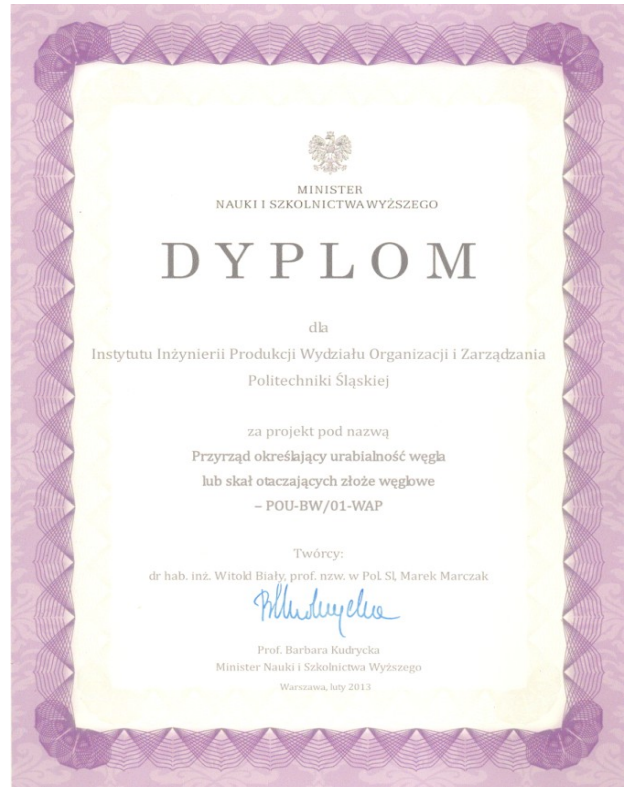 MINISTER
NAUKI I SZKOLNICTWA WYŻSZEGO
DYPLOM
dla
Instytutu Inżynierii Produkcji Wydziału Organizacji i Zarządzania
Politechniki Śląskiej
za projekt pod nazwą
Przyrząd określający urabialność węgla
lub skał otaczających złoże węglowe
– POU-BW/01-WAP
Twórcy:
dr hab. inż. Witold Biały, prof. nzw. w Pol. Sl, Marek Marczak
Prof. Barbara Kudrycka
Minister Nauki i Szkolnictwa Wyższego
Warszawa, luty 2013